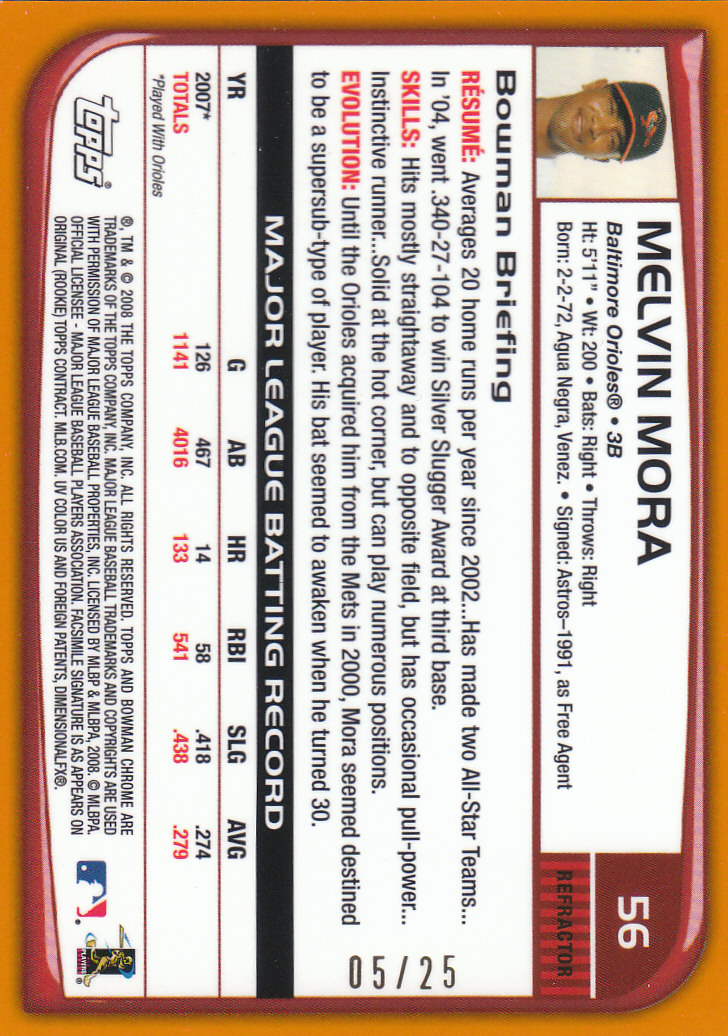 56
REFRACTOR
MELVIN MORA
Baltimore Orioles® • 3B
Ht: 5'11" • Wt: 200 • Bats: Right • Throws: Right
Born: 2-2-72, Agua Negra, Venez. • Signed: Astros–1991, as Free Agent
Bowman Briefing
RÉSUMÉ: Averages 20 home runs per year since 2002...Has made two All-Star Teams...
In '04, went .340-27-104 to win Silver Slugger Award at third base.
SKILLS: Hits mostly straightaway and to opposite field, but has occasional pull-power...
Instinctive runner...Solid at the hot corner, but can play numerous positions.
EVOLUTION: Until the Orioles acquired him from the Mets in 2000, Mora seemed destined
to be a supersub-type of player. His bat seemed to awaken when he turned 30.
05/25
MAJOR LEAGUE BATTING RECORD
YR G AB HR RBI SLG AVG
2007* 126 467 14 58 .418 .274
TOTALS 1141 4016 133 541 .438 .279
*Played With Orioles
topps®
®, TM & © 2008 THE TOPPS COMPANY, INC. ALL RIGHTS RESERVED. TOPPS AND BOWMAN CHROME ARE
TRADEMARKS OF THE TOPPS COMPANY, INC. MAJOR LEAGUE BASEBALL TRADEMARKS AND COPYRIGHTS ARE USED
WITH PERMISSION OF MAJOR LEAGUE BASEBALL PROPERTIES, INC. LICENSED BY MLBP & MLBPA, 2008. © MLBPA
OFFICIAL LICENSEE - MAJOR LEAGUE BASEBALL PLAYERS ASSOCIATION. FACSIMILE SIGNATURE IS AS APPEARS ON
ORIGINAL (ROOKIE) TOPPS CONTRACT. MLB.COM. UV COLOR US AND FOREIGN PATENTS, DIMENSIONALFX®.
PLAYERS